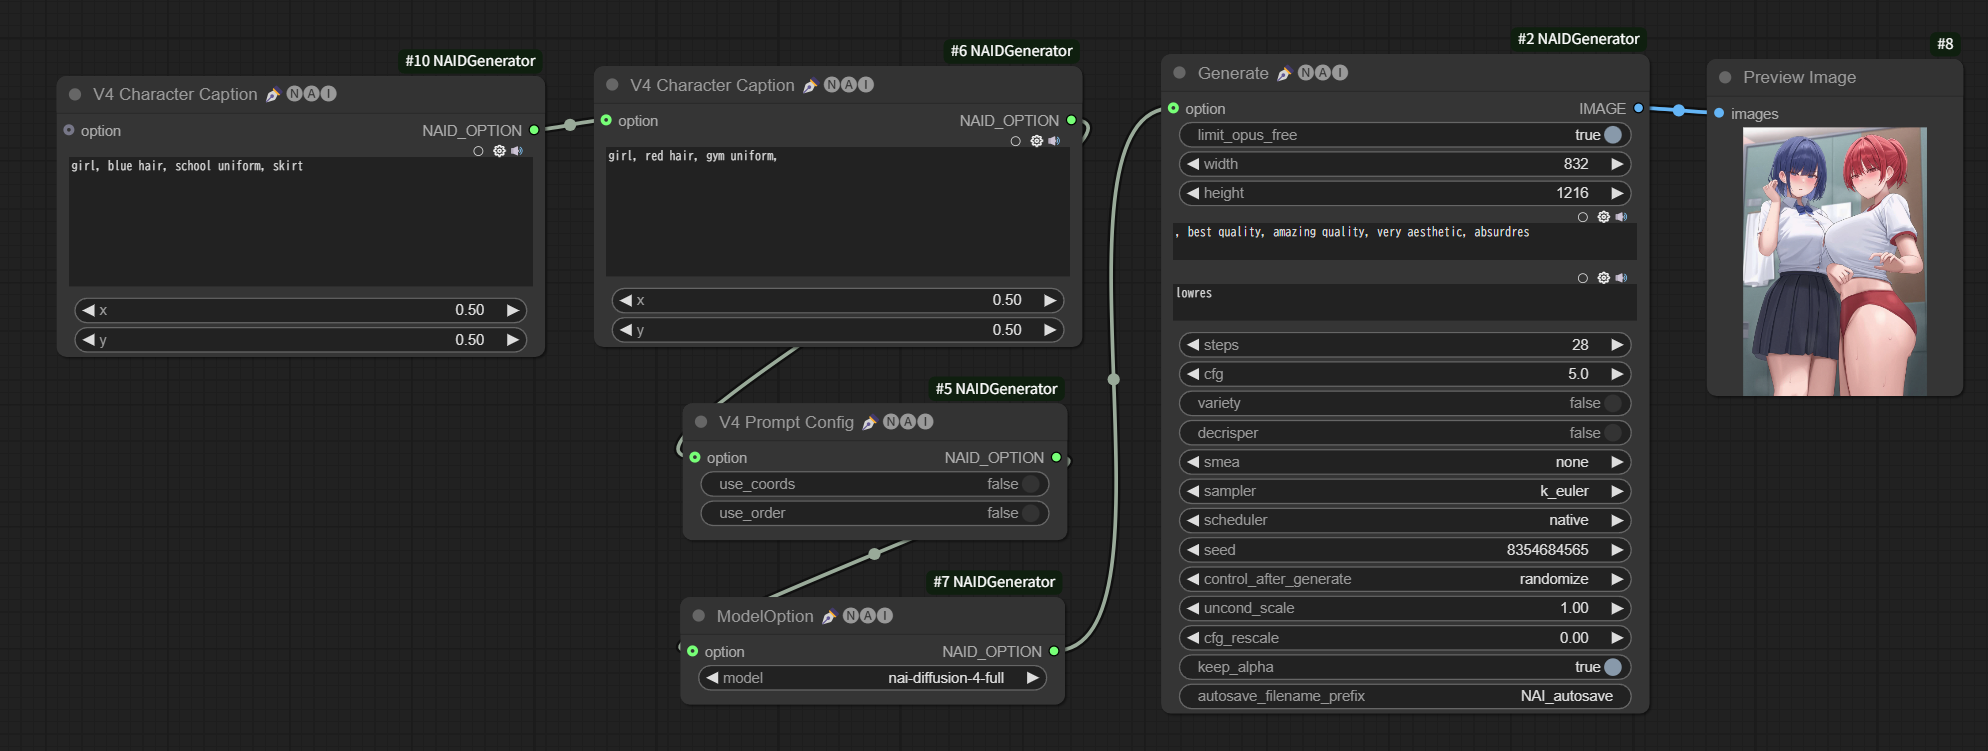 #10 NAIDGenerator
V4 Character Caption NAI
option
NAID_OPTION
girl, blue hair, school uniform, skirt
x
0.50
y
0.50
#6 NAIDGenerator
V4 Character Caption NAI
option
NAID_OPTION
girl, red hair, gym uniform,
x
0.50
y
0.50
#5 NAIDGenerator
V4 Prompt Config NAI
option
NAID_OPTION
use_coords
false
use_order
false
#7 NAIDGenerator
ModelOption NAI
option
NAID_OPTION
model
nai-diffusion-4-full
#2 NAIDGenerator
Generate NAI
option
IMAGE
limit_opus_free
true
width
832
height
1216
, best quality, amazing quality, very aesthetic, absurdres
lowres
steps
28
cfg
5.0
variety
false
decrisper
false
smea
none
sampler
k_euler
scheduler
native
seed
8354684565
control_after_generate
randomize
uncond_scale
1.00
cfg_rescale
0.00
keep_alpha
true
autosave_filename_prefix
NAI_autosave
#8
Preview Image
images